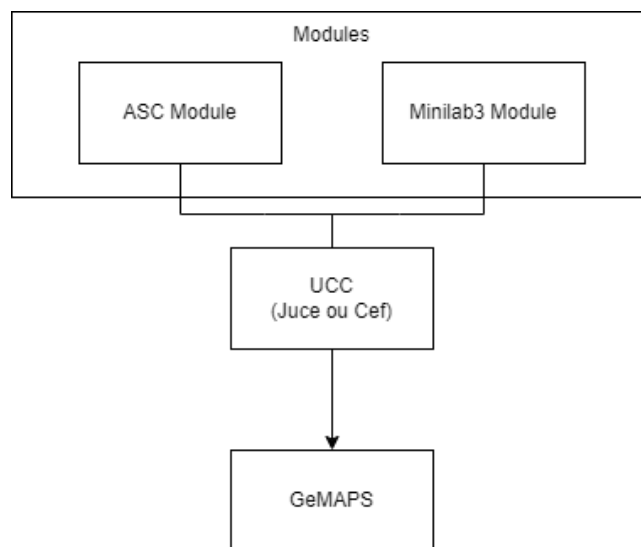 Modules
ASC Module
Minilab3 Module
UCC
(Juce ou Cef)
GeMAPS